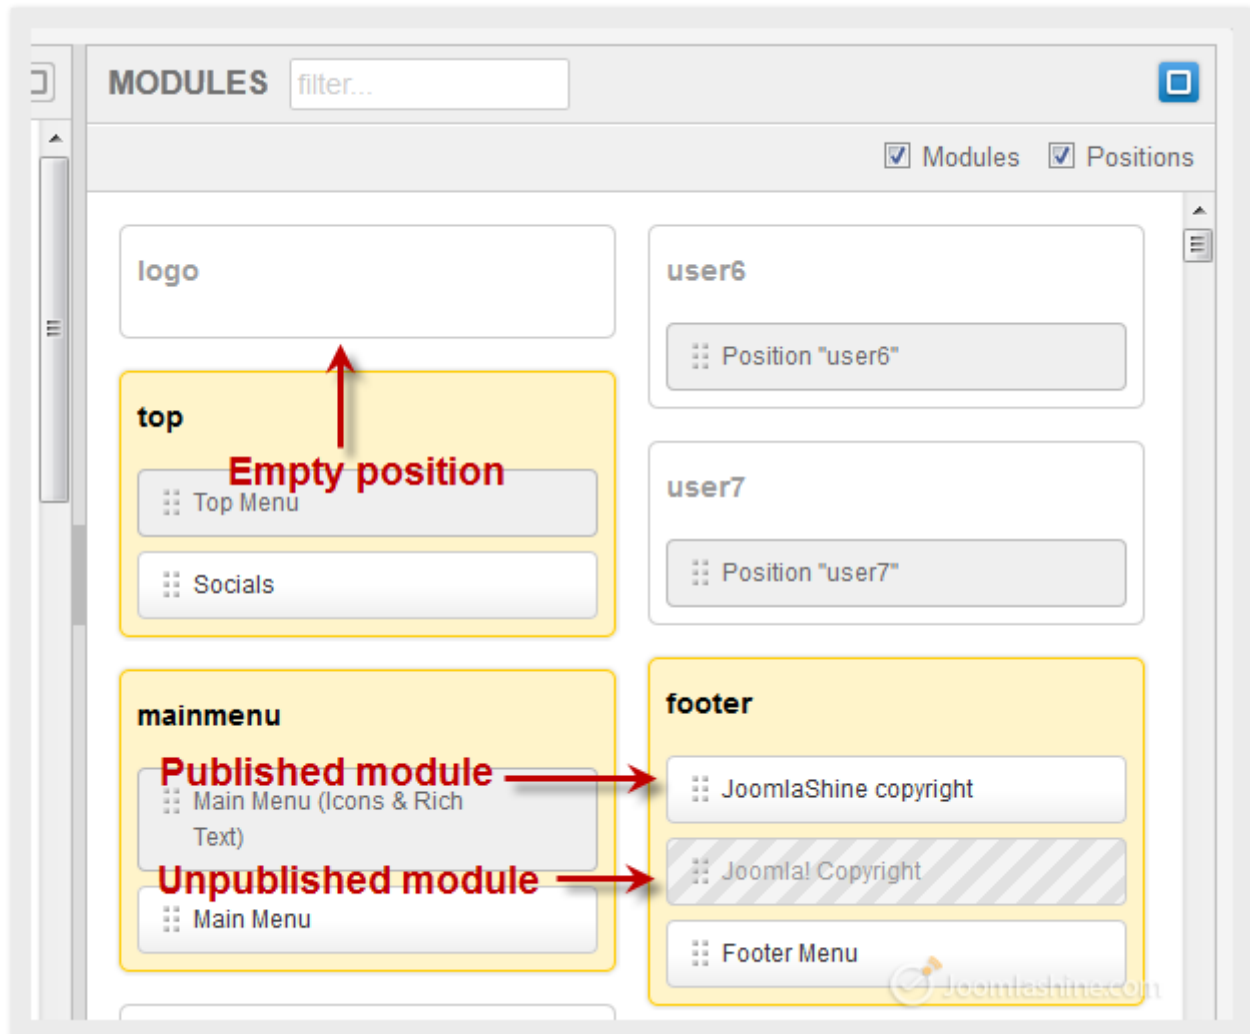 MODULES
filter...
Modules
Positions
logo
Empty position
top
Top Menu
Socials
mainmenu
Published module
Main Menu (Icons & Rich
Text)
Unpublished module
Main Menu
user6
Position "user6"
user7
Position "user7"
footer
JoomlaShine copyright
Joomla! Copyright
Footer Menu
Joomlashine.com